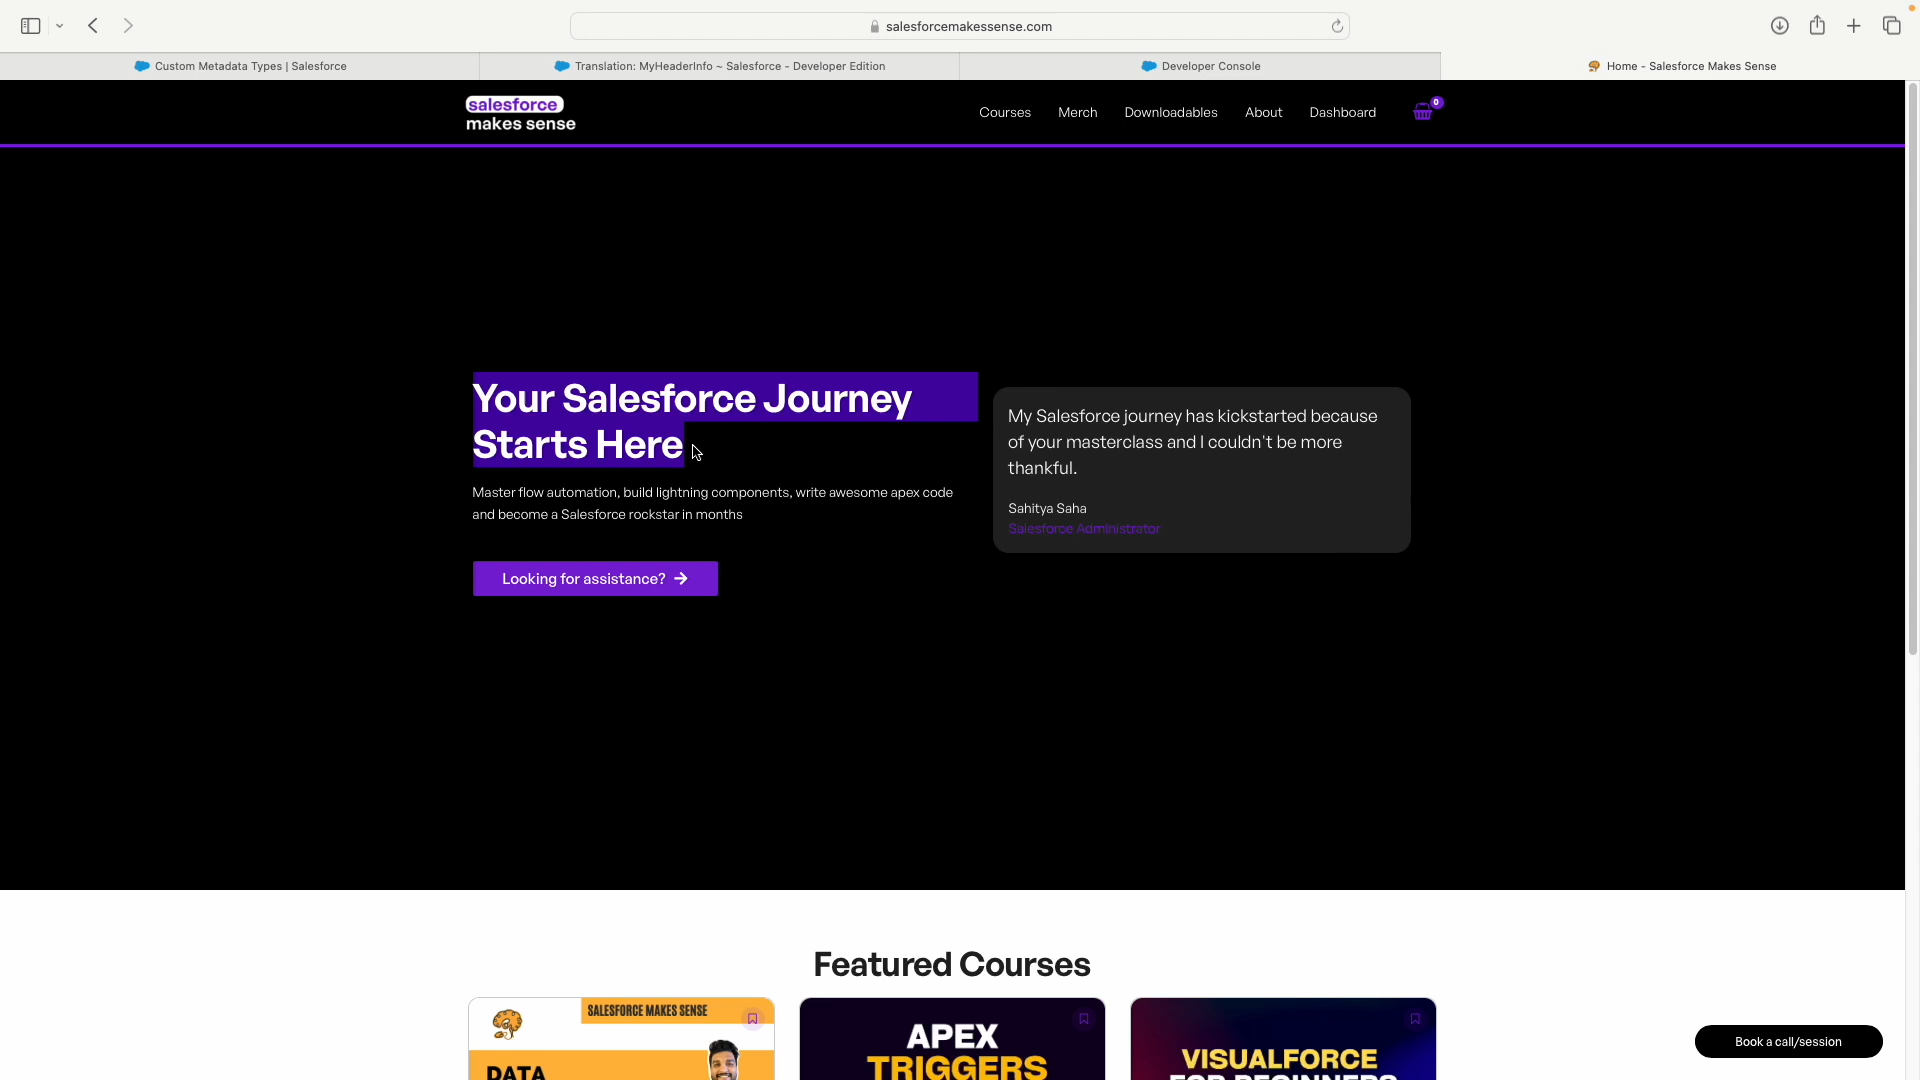 salesforcemakessense.com
Custom Metadata Types | Salesforce
Translation: MyHeaderInfo ~ Salesforce - Developer Edition
Developer Console
Home - Salesforce Makes Sense
salesforce
makes sense
Courses
Merch
Downloadables
About
Dashboard
0
Your Salesforce Journey
Starts Here
Master flow automation, build lightning components, write awesome apex code
and become a Salesforce rockstar in months
Looking for assistance?
My Salesforce journey has kickstarted because
of your masterclass and I couldn't be more
thankful.
Sahitya Saha
Salesforce Administrator
Featured Courses
SALESFORCE MAKES SENSE
DATA
APEX
TRIGGERS
VISUALFORCE
FOR BEGINNERS
Book a call/session